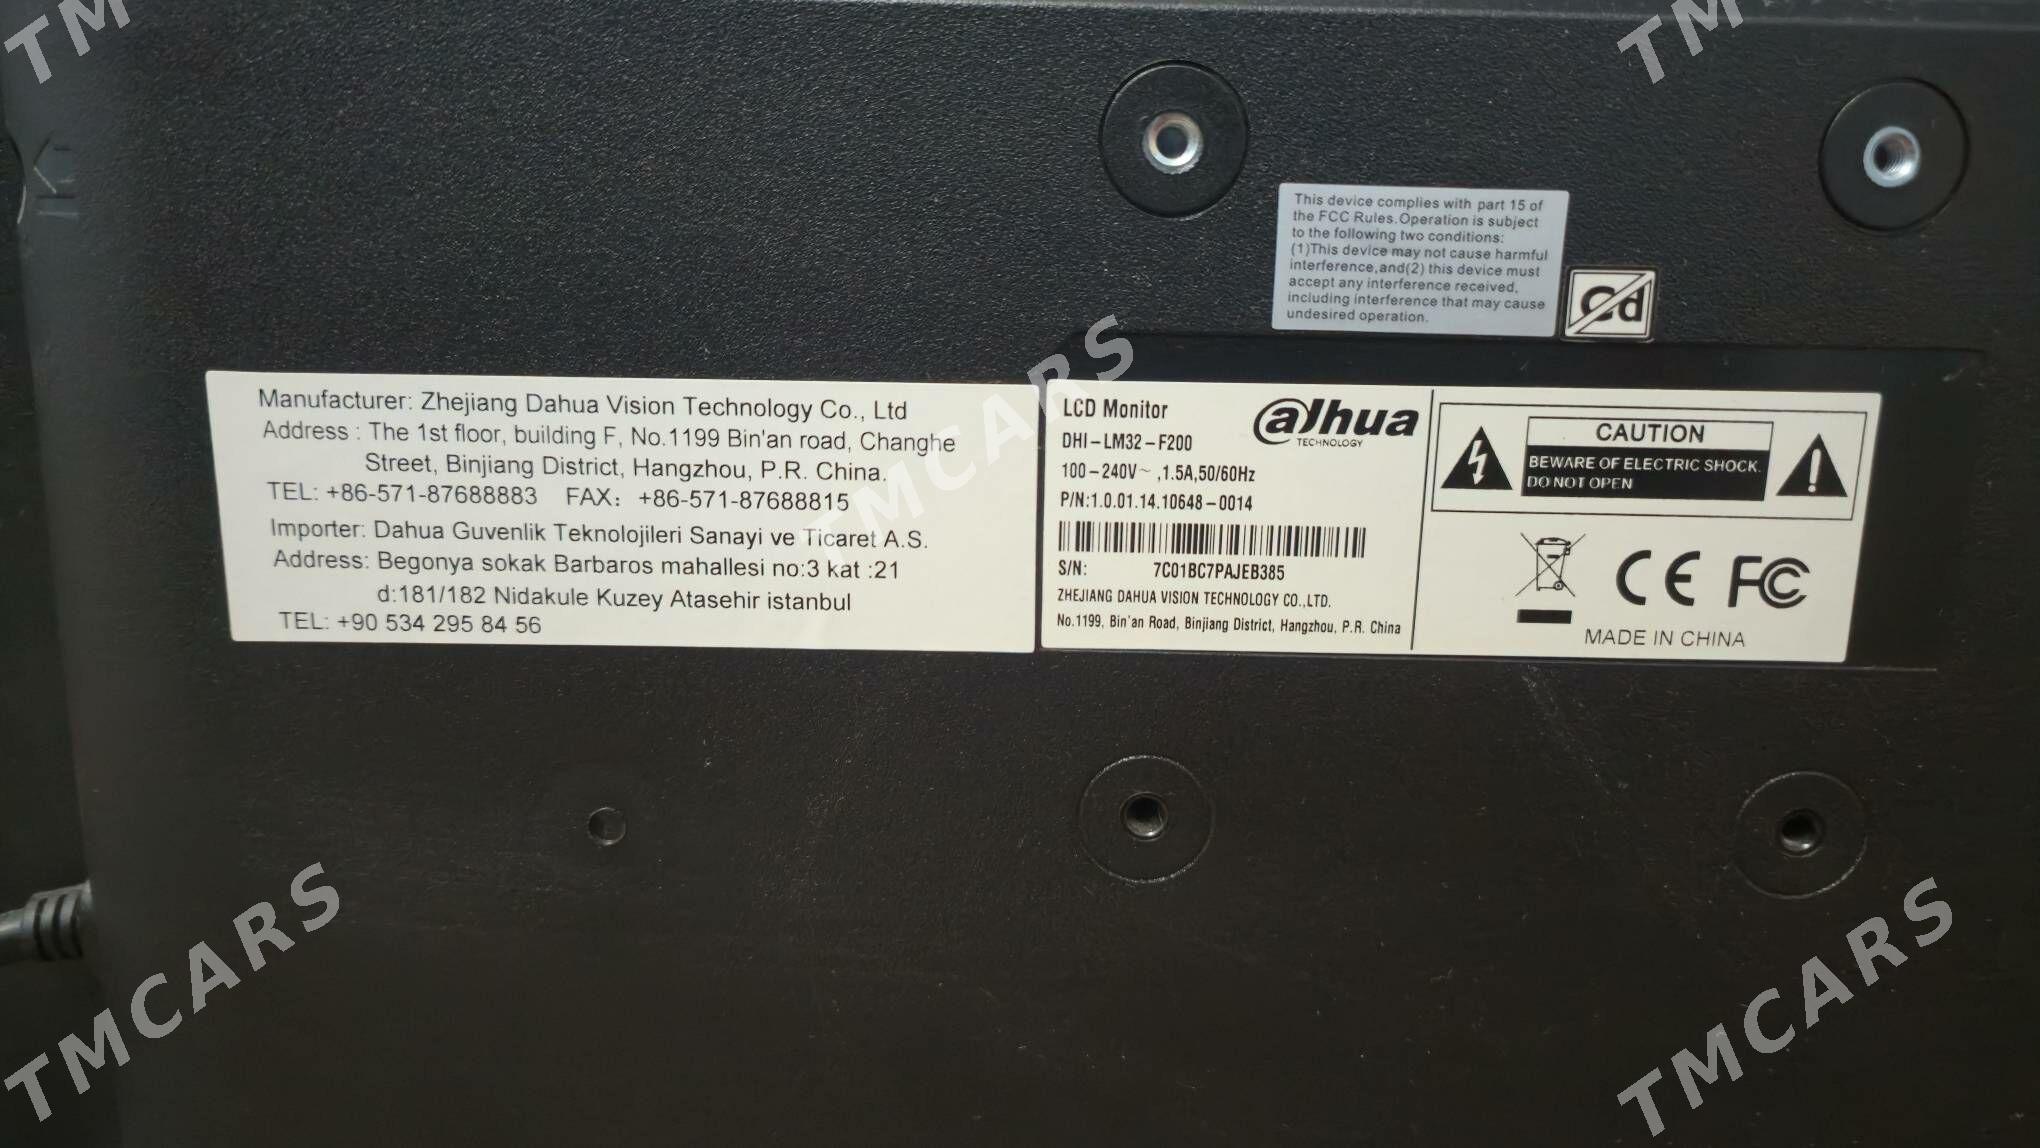 TMCARS
TMCARS
This device complies with part 15 of
the FCC Rules.Operation is subject
to the following two conditions:
(1)This device may not cause harmful
interference,and(2) this device must
accept any interference received,
including interference that may cause
undesired operation.
Cd
Manufacturer: Zhejiang Dahua Vision Technology Co., Ltd
Address : The 1st floor, building F, No.1199 Bin'an road, Changhe
Street, Binjiang District, Hangzhou, P.R. China.
TEL: +86-571-87688883 FAX: +86-571-87688815
Importer: Dahua Guvenlik Teknolojileri Sanayi ve Ticaret A.S.
Address: Begonya sokak Barbaros mahallesi no:3 kat :21
d:181/182 Nidakule Kuzey Atasehir istanbul
TEL: +90 534 295 84 56
TMCARS
LCD Monitor
DHI-LM32-F200
100-240V~,1.5A,50/60Hz
P/N:1.0.01.14.10648-0014
S/N: 7C01BC7PAJEB385
ZHEJIANG DAHUA VISION TECHNOLOGY CO.,LTD.
No.1199, Bin'an Road, Binjiang District, Hangzhou, P.R. China
alhua
TECHNOLOGY
CAUTION
BEWARE OF ELECTRIC SHOCK.
DO NOT OPEN
CE FC
MADE IN CHINA
TMCARS
TMCARS